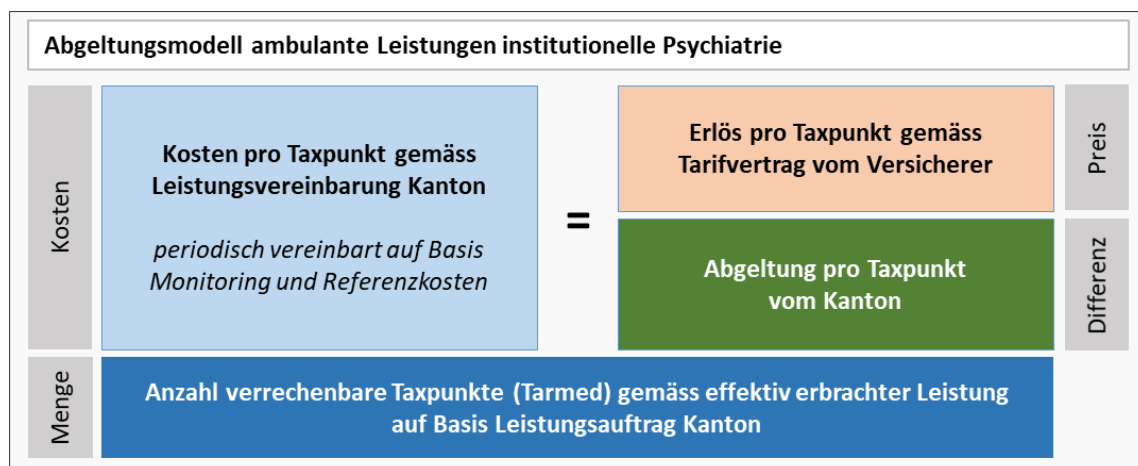 Abgeltungsmodell ambulante Leistungen institutionelle Psychiatrie
Kosten
Kosten pro Taxpunkt gemäss
Leistungsvereinbarung Kanton
periodisch vereinbart auf Basis
Monitoring und Referenzkosten
=
Erlös pro Taxpunkt gemäss
Tarifvertrag vom Versicherer
Preis
Abgeltung pro Taxpunkt
vom Kanton
Differenz
Menge
Anzahl verrechenbare Taxpunkte (Tarmed) gemäss effektiv erbrachter Leistung
auf Basis Leistungsauftrag Kanton